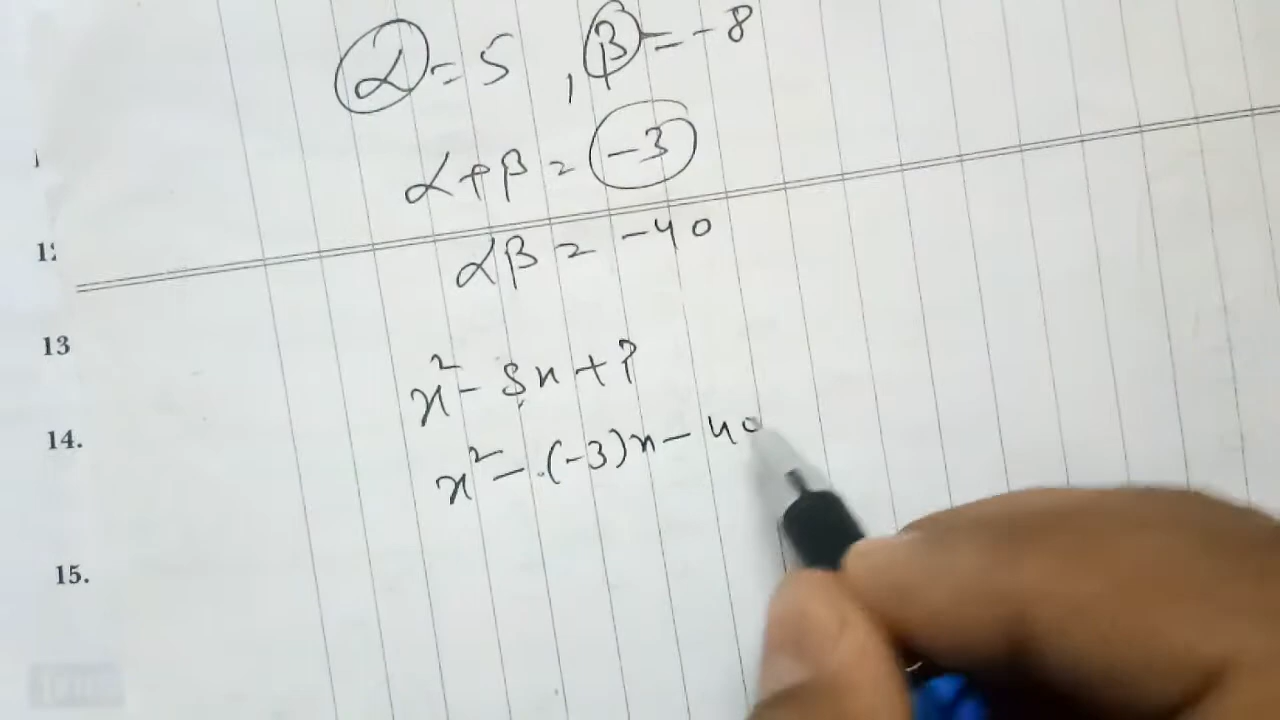 α = 5 , β = -8
α+β = -3
αβ = -40
13
x² - Sx + P
14.
x² - (-3)x - 40
15.